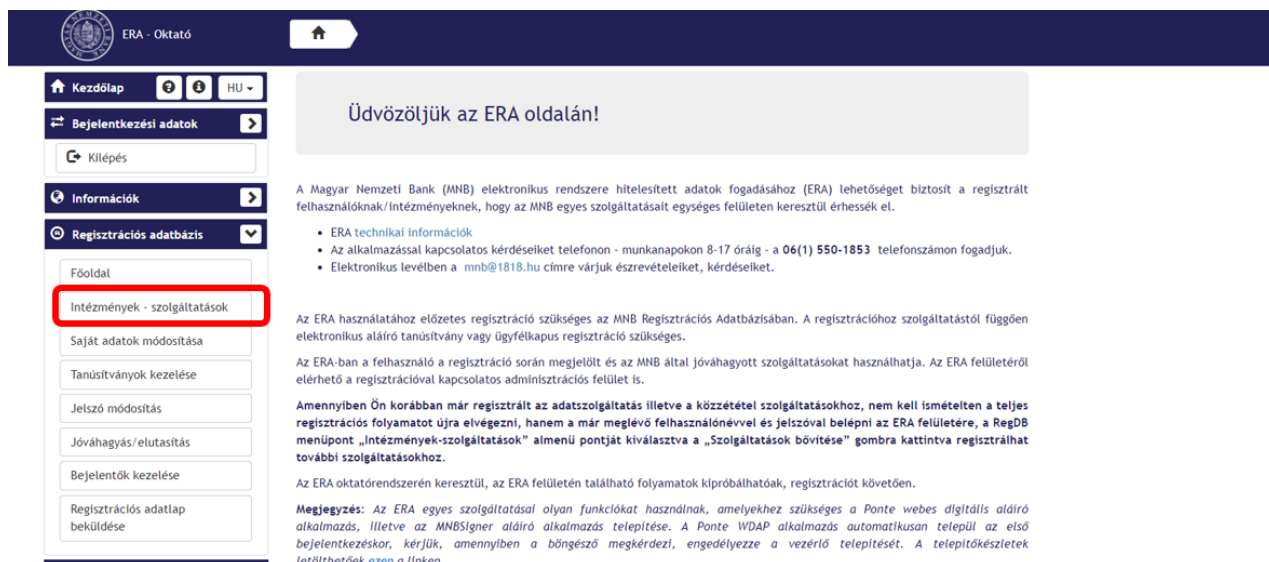 ERA - Oktató
Kezdőlap
HU
Bejelentkezési adatok
Kilépés
Információk
Regisztrációs adatbázis
Főoldal
Intézmények - szolgáltatások
Saját adatok módosítása
Tanúsítványok kezelése
Jelszó módosítás
Jóváhagyás/elutasítás
Bejelentők kezelése
Regisztrációs adatlap
beküldése
Üdvözöljük az ERA oldalán!
A Magyar Nemzeti Bank (MNB) elektronikus rendszere hitelesített adatok fogadásához (ERA) lehetőséget biztosít a regisztrált
felhasználóknak/intézményeknek, hogy az MNB egyes szolgáltatásait egységes felületen keresztül érhessék el.
• ERA technikai információk
• Az alkalmazással kapcsolatos kérdéseiket telefonon - munkanapokon 8-17 óráig - a 06(1) 550-1853 telefonszámon fogadjuk.
• Elektronikus levélben a mnb@1818.hu címre várjuk észrevételeiket, kérdéseiket.
Az ERA használatához előzetes regisztráció szükséges az MNB Regisztrációs Adatbázisában. A regisztrációhoz szolgáltatástól függően
elektronikus aláíró tanúsítvány vagy ügyfélkapus regisztráció szükséges.
Az ERA-ban a felhasználó a regisztráció során megjelölt és az MNB által jóváhagyott szolgáltatásokat használhatja. Az ERA felületéről
elérhető a regisztrációval kapcsolatos adminisztrációs felület is.
Amennyiben Ön korábban már regisztrált az adatszolgáltatás illetve a közzététel szolgáltatásokhoz, nem kell ismételten a teljes
regisztrációs folyamatot újra elvégezni, hanem a már meglévő felhasználónévvel és jelszóval belépni az ERA felületére, a RegDB
menüpont „Intézmények-szolgáltatások” almenü pontját kiválasztva a „Szolgáltatások bővítése” gombra kattintva regisztrálhat
további szolgáltatásokhoz.
Az ERA oktatórendszerén keresztül, az ERA felületén található folyamatok kipróbálhatóak, regisztrációt követően.
Megjegyzés: Az ERA egyes szolgáltatásai olyan funkciókat használnak, amelyekhez szükséges a Ponte webes digitális aláíró
alkalmazás, illetve az MNBSigner aláíró alkalmazás telepítése. A Ponte WDAP alkalmazás automatikusan települ az első
bejelentkezéskor, kérjük, amennyiben a böngésző megkérdezi, engedélyezze a vezérlő telepítését. A telepítőkészletek
letölthetőek ezen a linken